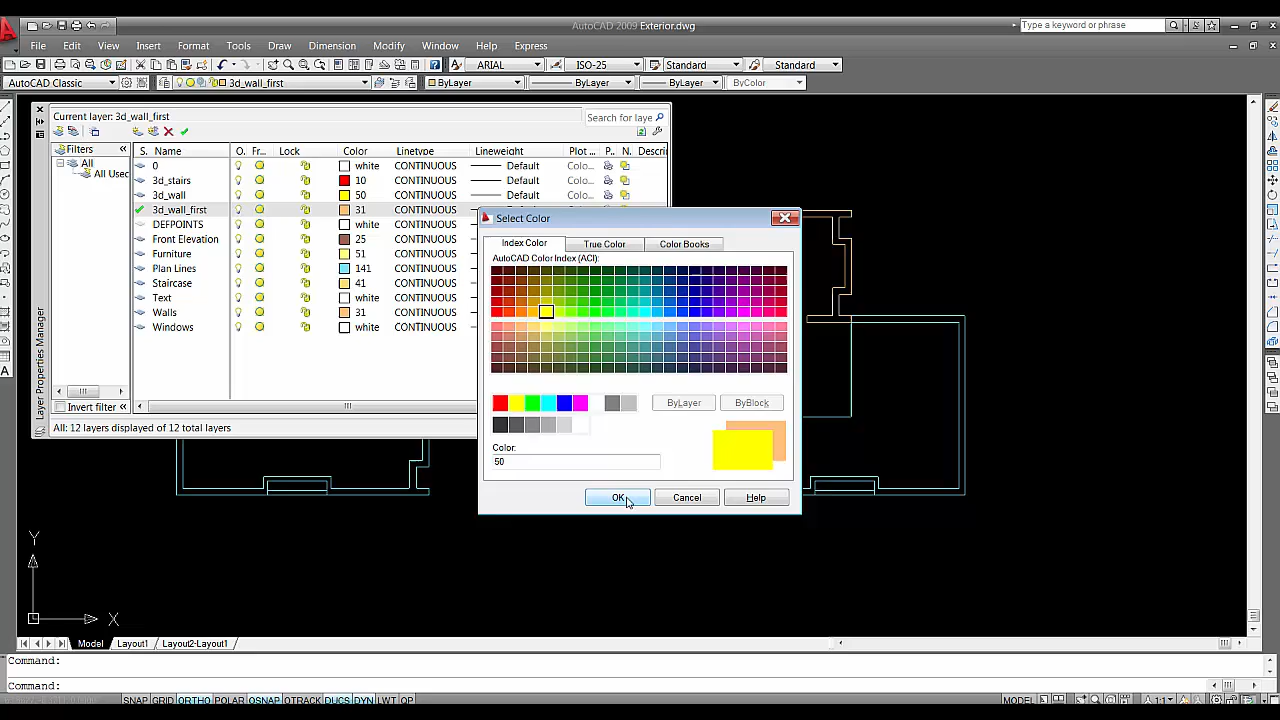 AutoCAD 2009 Exterior.dwg
Type a keyword or phrase
File Edit View Insert Format Tools Draw Dimension Modify Window Help Express
ARIAL ISO-25 Standard Standard
AutoCAD Classic 3d_wall_first ByLayer ByLayer ByLayer ByColor
Current layer: 3d_wall_first
Search for laye
Filters
All
All Used
S. Name O. Fr... Lock Color Linetype Lineweight Plot ... P.. N. Descri
0 white CONTINUOUS Default Colo...
3d_stairs 10 CONTINUOUS Default Colo...
3d_wall 50 CONTINUOUS Default Colo...
3d_wall_first 31 CONTINUOUS
DEFPOINTS white CONTINUOUS
Front Elevation 25 CONTINUOUS
Furniture 51 CONTINUOUS
Plan Lines 141 CONTINUOUS
Staircase 41 CONTINUOUS
Text white CONTINUOUS
Walls 31 CONTINUOUS
Windows white CONTINUOUS
Invert filter
All: 12 layers displayed of 12 total layers
Layer Properties Manager
Select Color
Index Color True Color Color Books
AutoCAD Color Index (ACI):
ByLayer ByBlock
Color:
50
OK Cancel Help
Y
X
Model Layout1 Layout2-Layout1
Command:
Command:
SNAP GRID ORTHO POLAR OSNAP OTRACK DUCS DYN LWT QP
MODEL 1:1